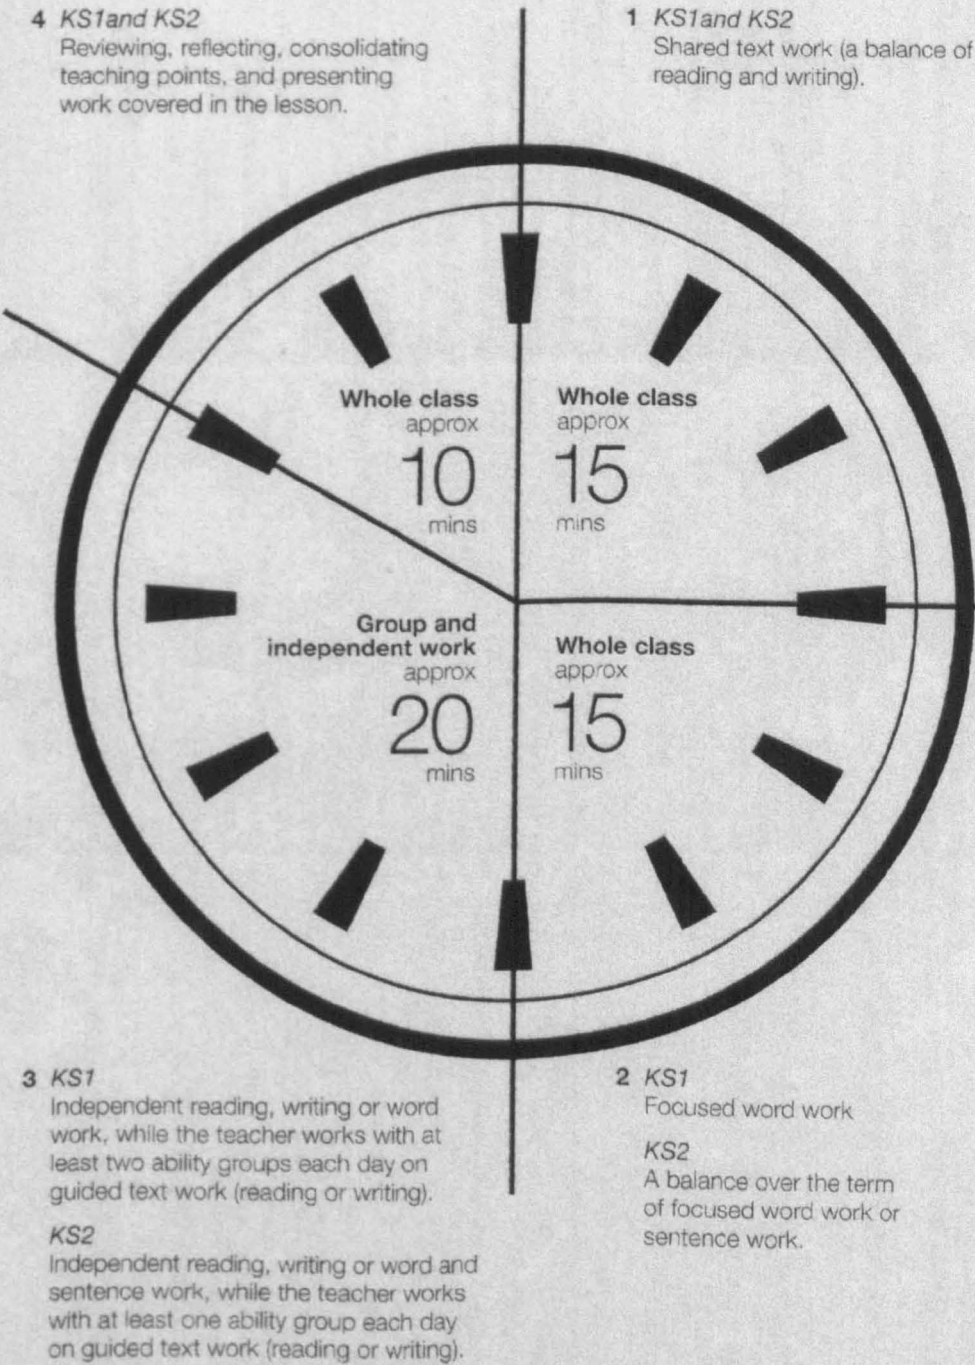 4 KS1and KS2
Reviewing, reflecting, consolidating
teaching points, and presenting
work covered in the lesson.
1 KS1and KS2
Shared text work (a balance of
reading and writing).
Whole class
approx
10
mins
Whole class
approx
15
mins
Group and
independent work
approx
20
mins
Whole class
approx
15
mins
3 KS1
Independent reading, writing or word
work, while the teacher works with at
least two ability groups each day on
guided text work (reading or writing).
KS2
Independent reading, writing or word and
sentence work, while the teacher works
with at least one ability group each day
on guided text work (reading or writing).
2 KS1
Focused word work
KS2
A balance over the term
of focused word work or
sentence work.